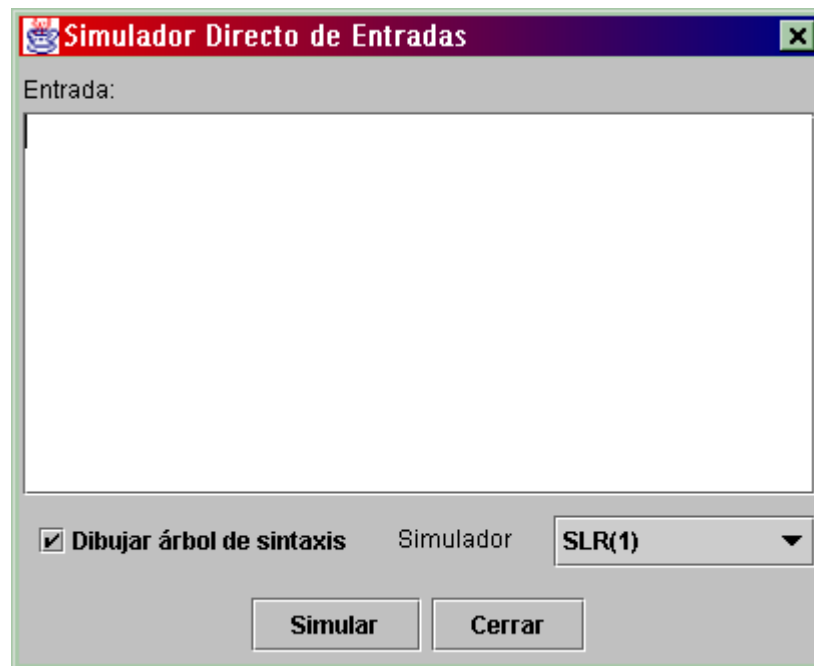 Simulador Directo de Entradas
Entrada:
Dibujar árbol de sintaxis Simulador SLR(1)
Simular Cerrar